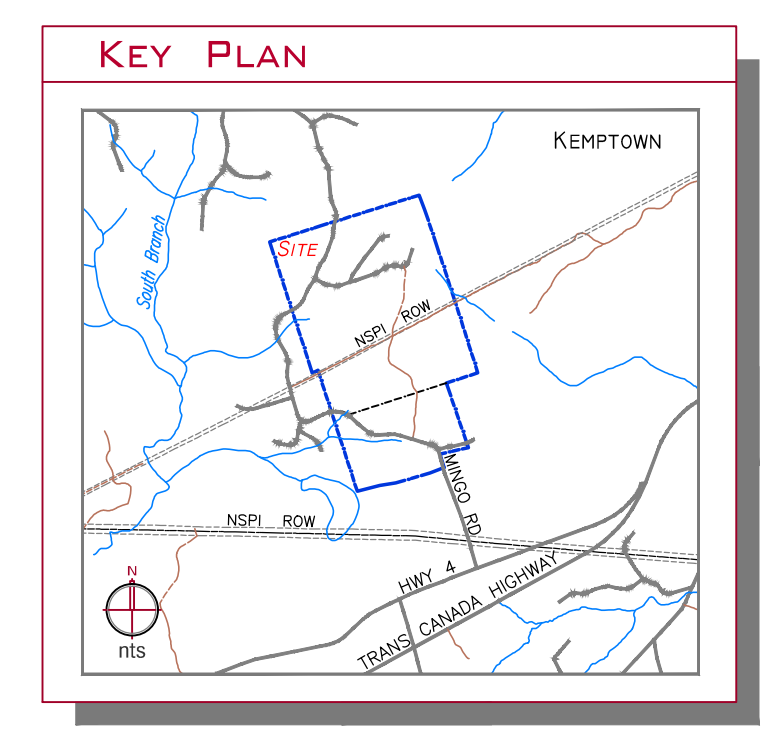 KEY PLAN
KEMPTOWN
South Branch
SITE
NSPI ROW
MINGO RD
NSPI ROW
HWY 4
TRANS CANADA HIGHWAY
N
nts